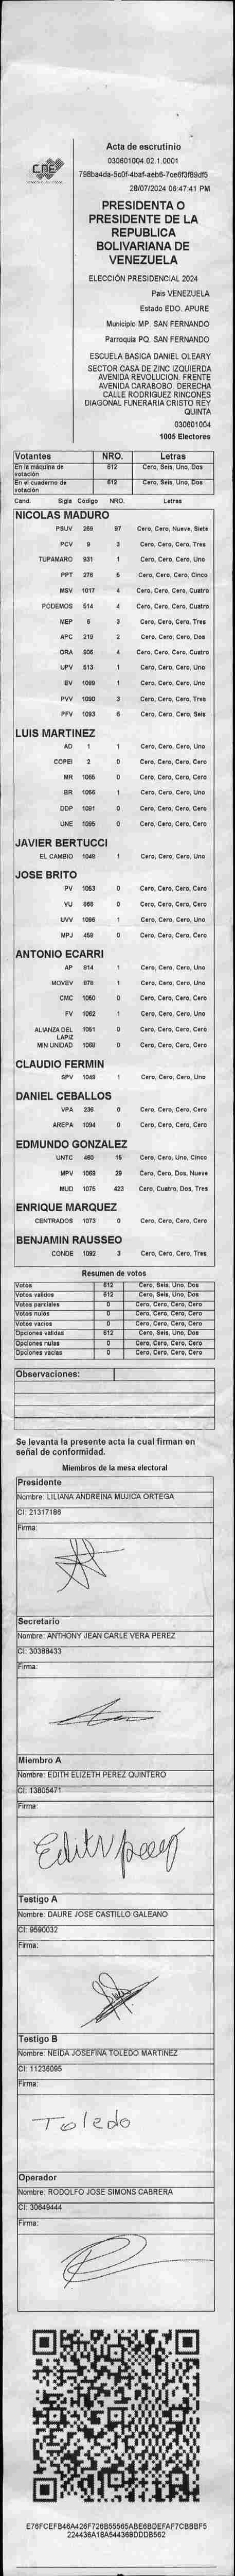 CNE
Acta de escrutinio
030601004.02.1.0001
798ba4da-5c0f-4baf-aeb6-7ce6f3f89df5
28/07/2024 06:47:41 PM
PRESIDENTA O
PRESIDENTE DE LA
REPUBLICA
BOLIVARIANA DE
VENEZUELA
ELECCIÓN PRESIDENCIAL 2024
Pais VENEZUELA
Estado EDO. APURE
Municipio MP. SAN FERNANDO
Parroquia PQ. SAN FERNANDO
ESCUELA BASICA DANIEL OLEARY
SECTOR CASA DE ZINC IZQUIERDA
AVENIDA REVOLUCION. FRENTE
AVENIDA CARABOBO. DERECHA
CALLE RODRIGUEZ RINCONES
DIAGONAL FUNERARIA CRISTO REY
QUINTA
030601004
1005 Electores
Votantes NRO. Letras
En la máquina de votación 612 Cero, Seis, Uno, Dos
En el cuaderno de votación 612 Cero, Seis, Uno, Dos
Cand. Sigla Código NRO. Letras
NICOLAS MADURO
PSUV 269 97 Cero, Cero, Nueve, Siete
PCV 9 3 Cero, Cero, Cero, Tres
TUPAMARO 931 1 Cero, Cero, Cero, Uno
PPT 276 5 Cero, Cero, Cero, Cinco
MSV 1017 4 Cero, Cero, Cero, Cuatro
PODEMOS 514 4 Cero, Cero, Cero, Cuatro
MEP 6 3 Cero, Cero, Cero, Tres
APC 219 2 Cero, Cero, Cero, Dos
ORA 906 4 Cero, Cero, Cero, Cuatro
UPV 613 1 Cero, Cero, Cero, Uno
EV 1089 1 Cero, Cero, Cero, Uno
PVV 1090 3 Cero, Cero, Cero, Tres
PFV 1093 6 Cero, Cero, Cero, Seis
LUIS MARTINEZ
AD 1 1 Cero, Cero, Cero, Uno
COPEI 2 0 Cero, Cero, Cero, Cero
MR 1065 0 Cero, Cero, Cero, Cero
BR 1066 1 Cero, Cero, Cero, Uno
DDP 1091 0 Cero, Cero, Cero, Cero
UNE 1095 0 Cero, Cero, Cero, Cero
JAVIER BERTUCCI
EL CAMBIO 1048 1 Cero, Cero, Cero, Uno
JOSE BRITO
PV 1053 0 Cero, Cero, Cero, Cero
VU 868 0 Cero, Cero, Cero, Cero
UVV 1096 1 Cero, Cero, Cero, Uno
MPJ 458 0 Cero, Cero, Cero, Cero
ANTONIO ECARRI
AP 814 1 Cero, Cero, Cero, Uno
MOVEV 878 1 Cero, Cero, Cero, Uno
CMC 1060 0 Cero, Cero, Cero, Cero
FV 1062 1 Cero, Cero, Cero, Uno
ALIANZA DEL LAPIZ 1051 0 Cero, Cero, Cero, Cero
MIN UNIDAD 1068 0 Cero, Cero, Cero, Cero
CLAUDIO FERMIN
SPV 1049 1 Cero, Cero, Cero, Uno
DANIEL CEBALLOS
VPA 236 0 Cero, Cero, Cero, Cero
AREPA 1094 0 Cero, Cero, Cero, Cero
EDMUNDO GONZALEZ
UNTC 460 15 Cero, Cero, Uno, Cinco
MPV 1069 29 Cero, Cero, Dos, Nueve
MUD 1075 423 Cero, Cuatro, Dos, Tres
ENRIQUE MARQUEZ
CENTRADOS 1073 0 Cero, Cero, Cero, Cero
BENJAMIN RAUSSEO
CONDE 1092 3 Cero, Cero, Cero, Tres
Resumen de votos
Votos 612 Cero, Seis, Uno, Dos
Votos validos 612 Cero, Seis, Uno, Dos
Votos parciales 0 Cero, Cero, Cero, Cero
Votos nulos 0 Cero, Cero, Cero, Cero
Votos vacios 0 Cero, Cero, Cero, Cero
Opciones validas 612 Cero, Seis, Uno, Dos
Opciones nulas 0 Cero, Cero, Cero, Cero
Opciones vacias 0 Cero, Cero, Cero, Cero
Observaciones:
Se levanta la presente acta la cual firman en
señal de conformidad.
Miembros de la mesa electoral
Presidente
Nombre: LILIANA ANDREINA MUJICA ORTEGA
CI: 21317186
Firma:
Secretario
Nombre: ANTHONY JEAN CARLE VERA PEREZ
CI: 30388433
Firma:
Miembro A
Nombre: EDITH ELIZETH PEREZ QUINTERO
CI: 13805471
Firma:
Edith perez
Testigo A
Nombre: DAURE JOSE CASTILLO GALEANO
CI: 9590032
Firma:
Testigo B
Nombre: NEIDA JOSEFINA TOLEDO MARTINEZ
CI: 11236095
Firma:
Toledo
Operador
Nombre: RODOLFO JOSE SIMONS CABRERA
CI: 30649444
Firma:
E76FCEFB46A426F726B55565ABE6BDEFAF7CBBBF5
224436A18A544368DDDB562